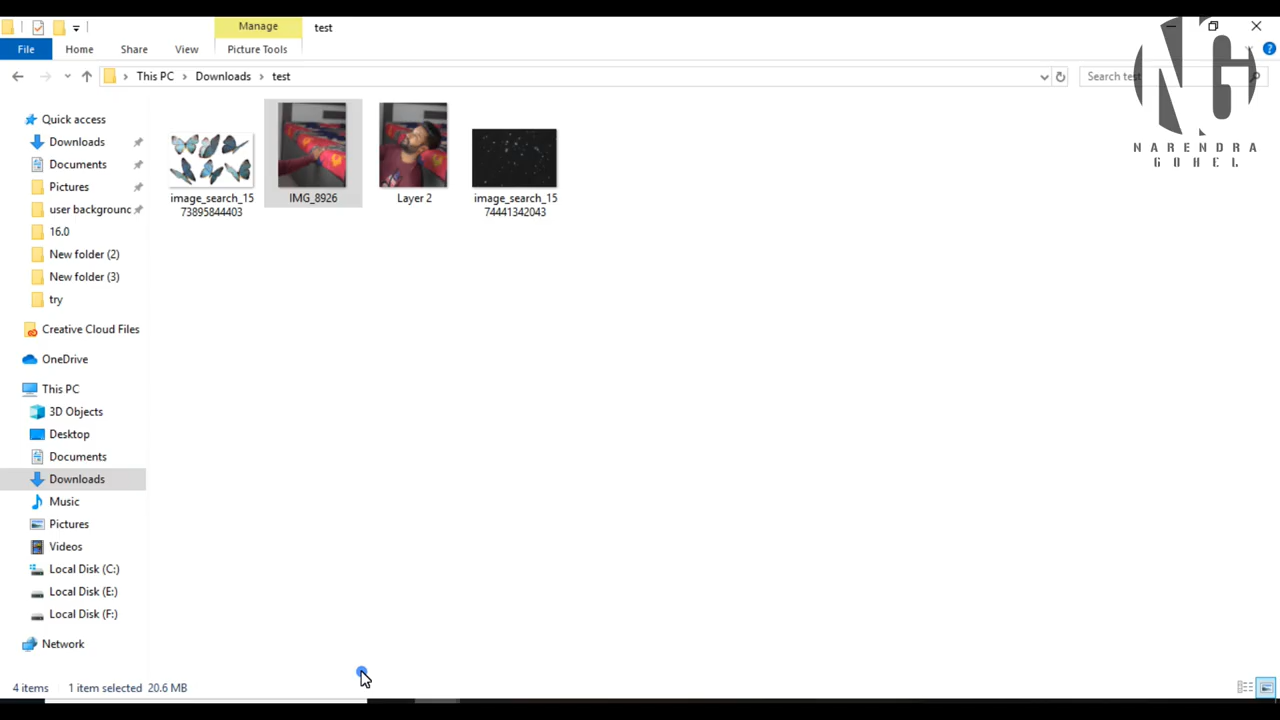 Manage
test
File
Home
Share
View
Picture Tools
This PC
Downloads
test
Search test
NG
NARENDRA
GOHEL
Quick access
Downloads
Documents
Pictures
user backgrounc
16.0
New folder (2)
New folder (3)
try
Creative Cloud Files
OneDrive
This PC
3D Objects
Desktop
Documents
Downloads
Music
Pictures
Videos
Local Disk (C:)
Local Disk (E:)
Local Disk (F:)
Network
image_search_15
73895844403
IMG_8926
Layer 2
image_search_15
74441342043
4 items
1 item selected 20.6 MB